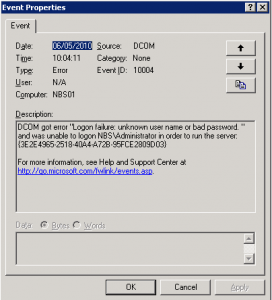 Event Properties
Event
Date: 06/05/2010 Source: DCOM
Time: 10:04:11 Category: None
Type: Error Event ID: 10004
User: N/A
Computer: NBS01
Description:
DCOM got error "Logon failure: unknown user name or bad password. "
and was unable to logon NBS\Administrator in order to run the server:
{3E2E4965-2518-40A4-A72B-95FCE2809D03}
For more information, see Help and Support Center at
http://go.microsoft.com/fwlink/events.asp.
Data: Bytes Words
OK Cancel Apply